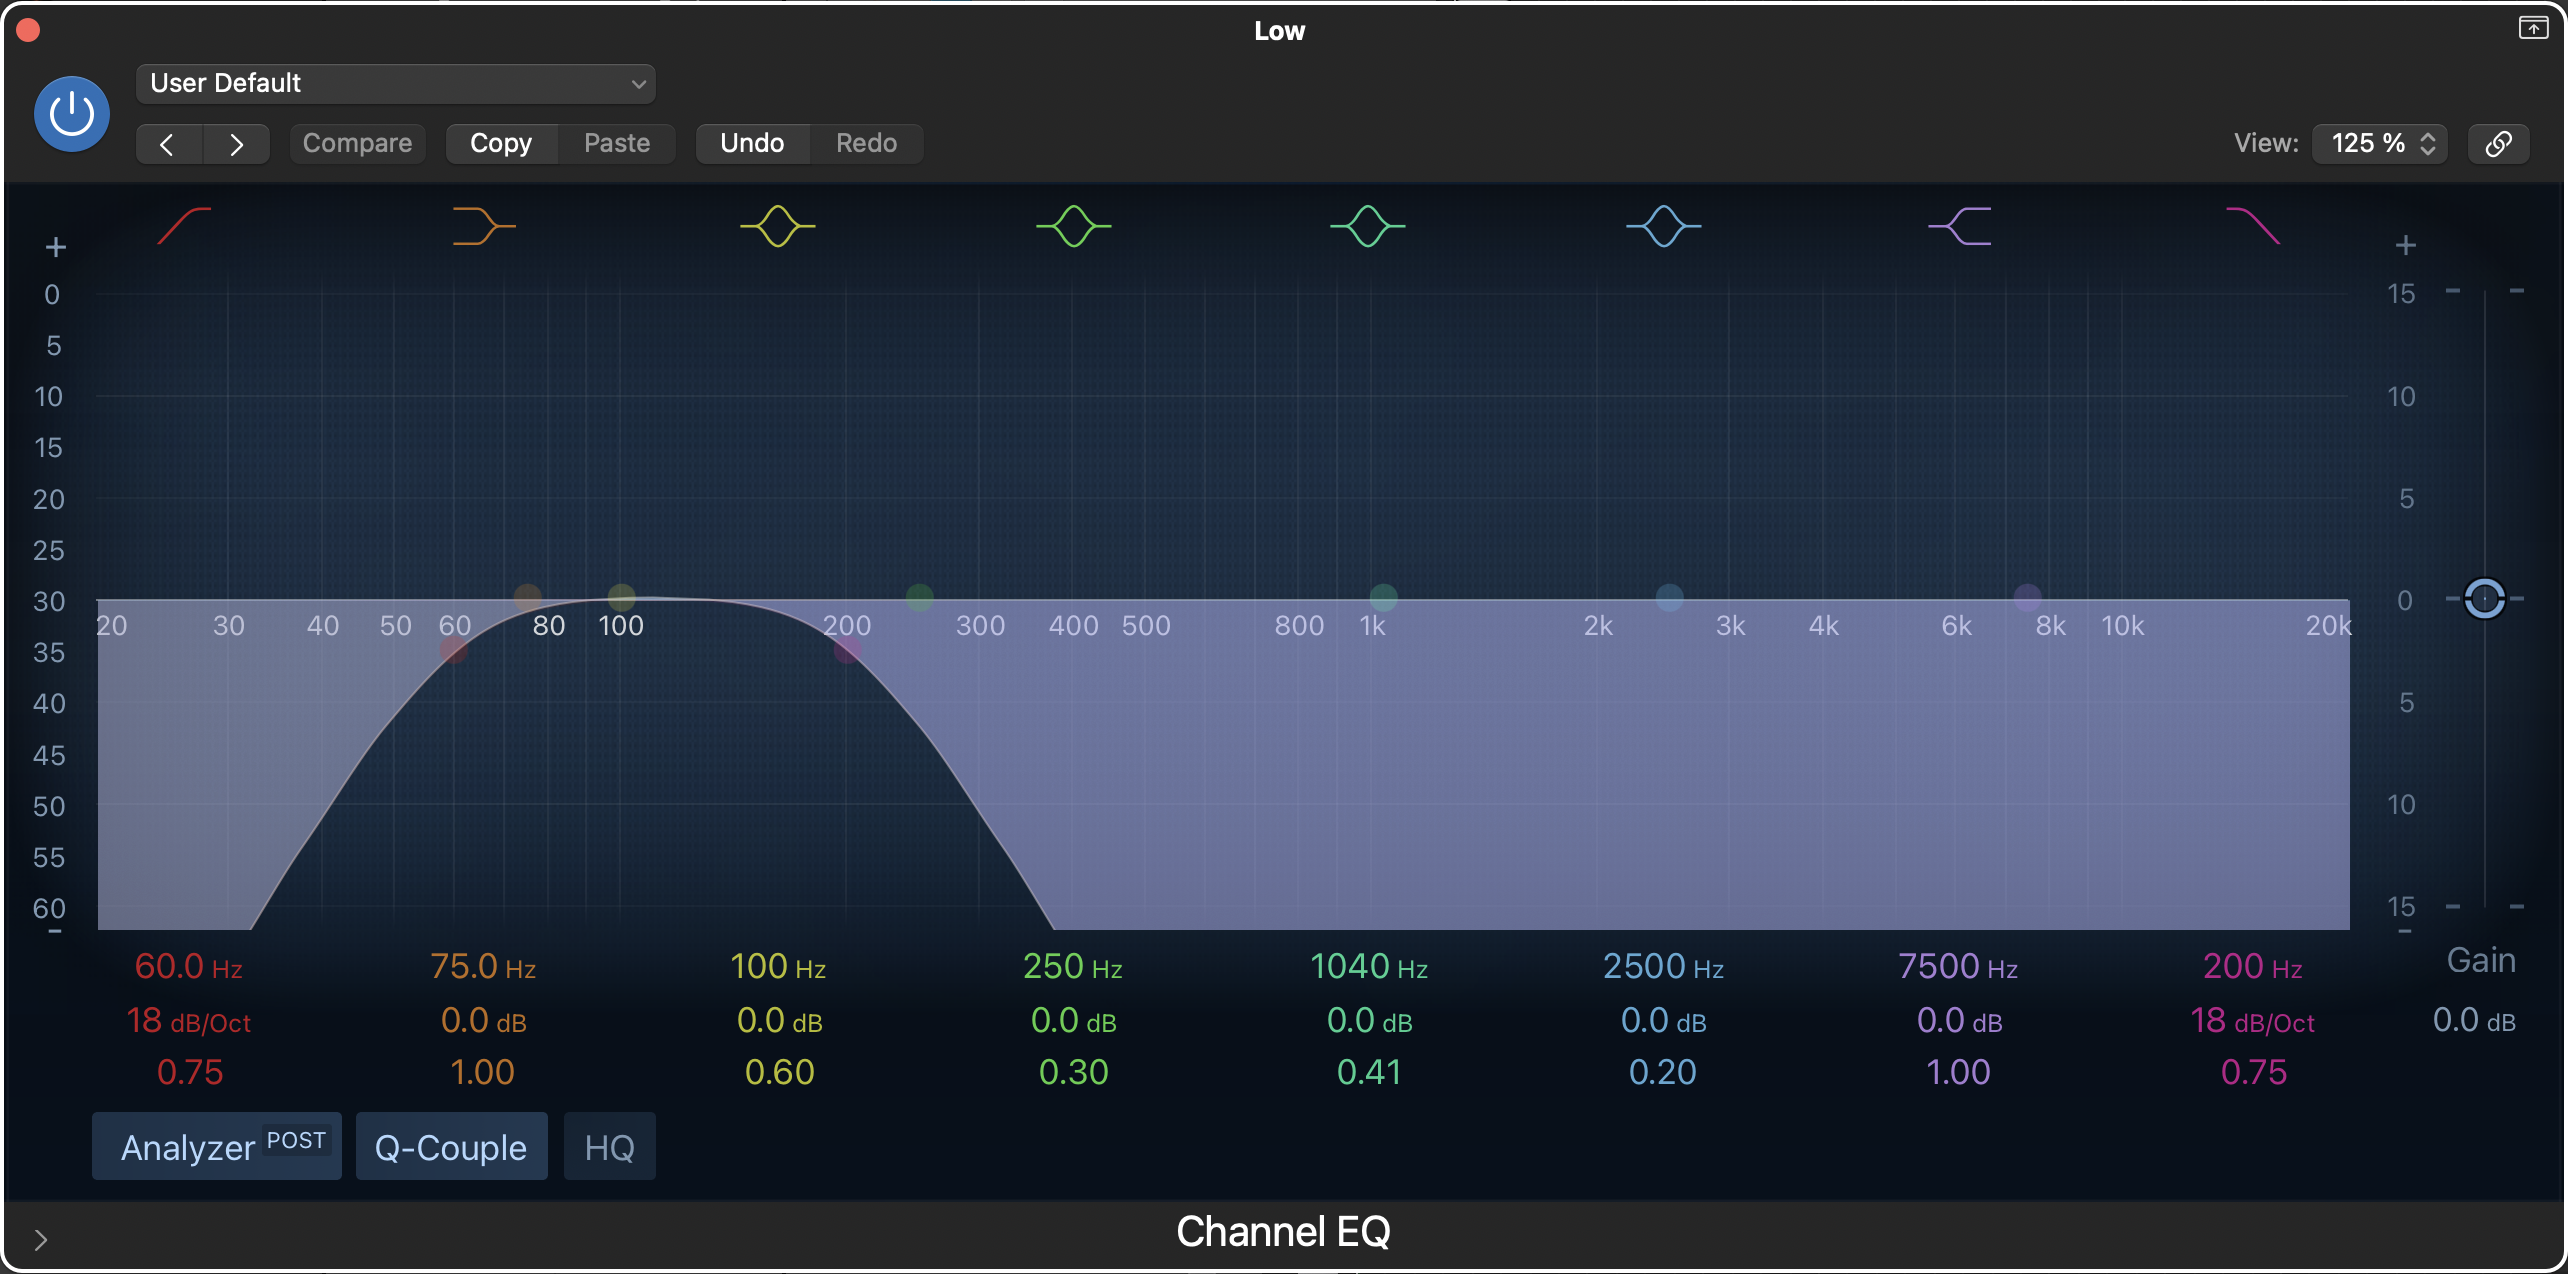 Low
User Default
Compare Copy Paste Undo Redo View: 125 %
+ +
0 15
5
10 10
15
20 5
25
30 0
20 30 40 50 60 80 100 200 300 400 500 800 1k 2k 3k 4k 6k 8k 10k 20k
35
40 5
45
50 10
55
60 15
- -
60.0 Hz 75.0 Hz 100 Hz 250 Hz 1040 Hz 2500 Hz 7500 Hz 200 Hz Gain
18 dB/Oct 0.0 dB 0.0 dB 0.0 dB 0.0 dB 0.0 dB 0.0 dB 18 dB/Oct 0.0 dB
0.75 1.00 0.60 0.30 0.41 0.20 1.00 0.75
Analyzer POST Q-Couple HQ
Channel EQ